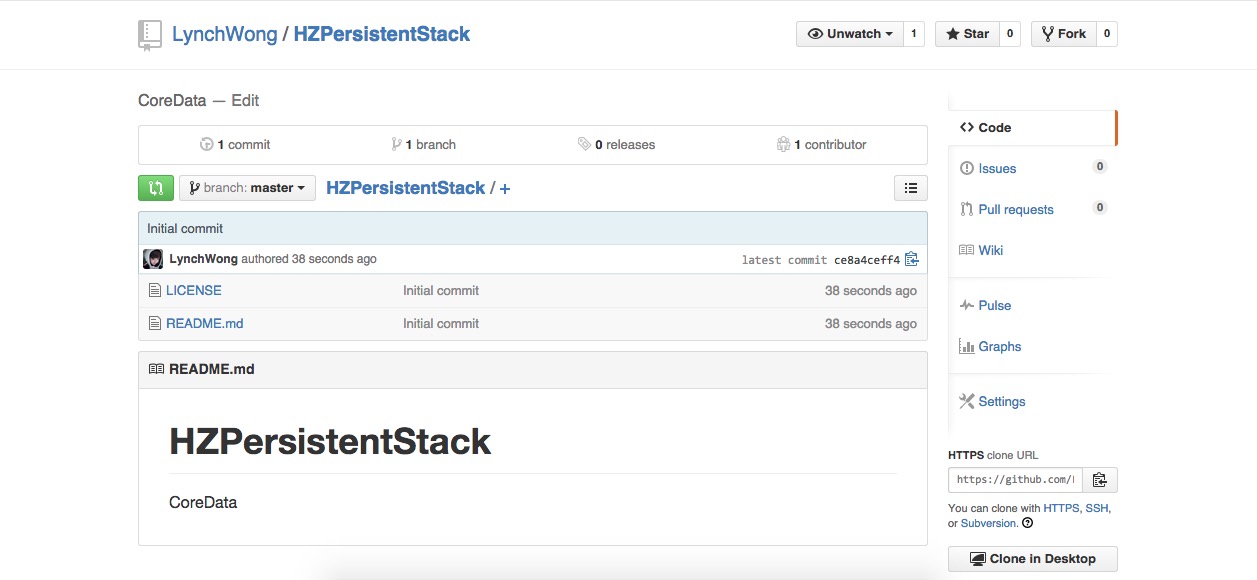 LynchWong / HZPersistentStack
Unwatch 1
Star 0
Fork 0
CoreData — Edit
1 commit
1 branch
0 releases
1 contributor
branch: master
HZPersistentStack / +
Initial commit
LynchWong authored 38 seconds ago
latest commit ce8a4ceff4
LICENSE Initial commit 38 seconds ago
README.md Initial commit 38 seconds ago
README.md
HZPersistentStack
CoreData
Code
Issues 0
Pull requests 0
Wiki
Pulse
Graphs
Settings
HTTPS clone URL
https://github.com/
You can clone with HTTPS, SSH,
or Subversion.
Clone in Desktop